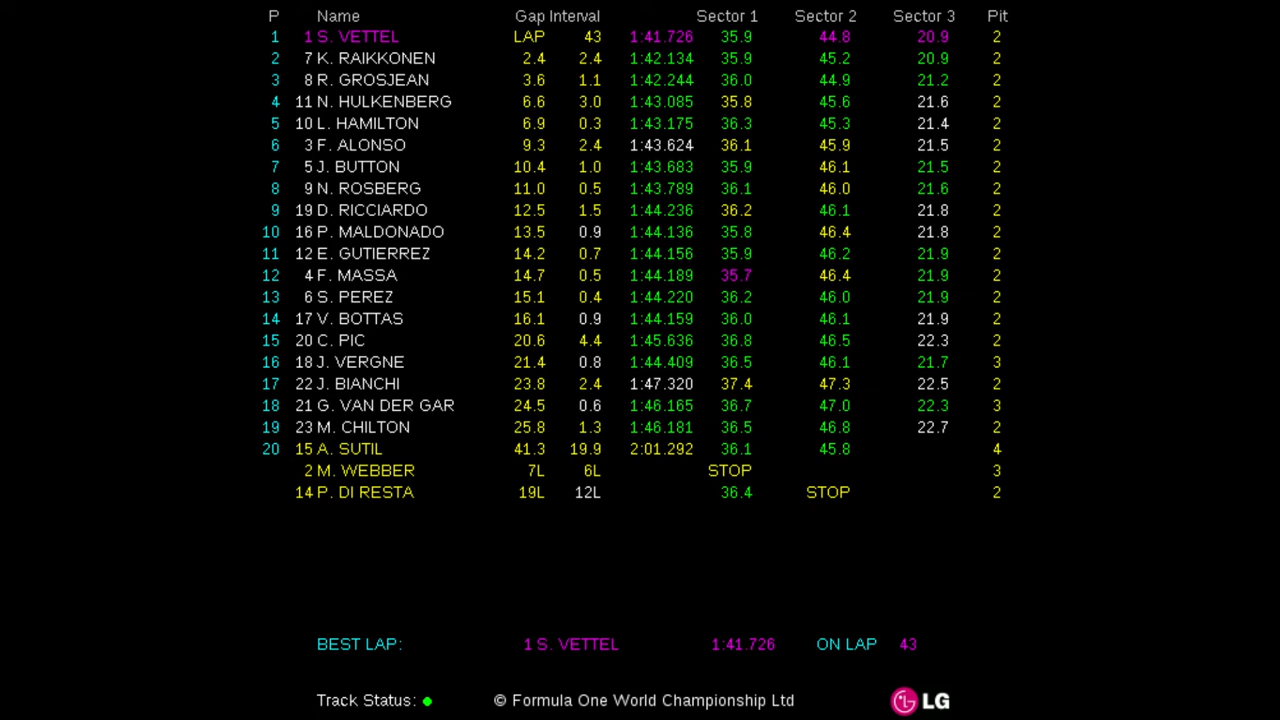 P Name Gap Interval Sector 1 Sector 2 Sector 3 Pit
1 1 S. VETTEL LAP 43 1:41.726 35.9 44.8 20.9 2
2 7 K. RAIKKONEN 2.4 2.4 1:42.134 35.9 45.2 20.9 2
3 8 R. GROSJEAN 3.6 1.1 1:42.244 36.0 44.9 21.2 2
4 11 N. HULKENBERG 6.6 3.0 1:43.085 35.8 45.6 21.6 2
5 10 L. HAMILTON 6.9 0.3 1:43.175 36.3 45.3 21.4 2
6 3 F. ALONSO 9.3 2.4 1:43.624 36.1 45.9 21.5 2
7 5 J. BUTTON 10.4 1.0 1:43.683 35.9 46.1 21.5 2
8 9 N. ROSBERG 11.0 0.5 1:43.789 36.1 46.0 21.6 2
9 19 D. RICCIARDO 12.5 1.5 1:44.236 36.2 46.1 21.8 2
10 16 P. MALDONADO 13.5 0.9 1:44.136 35.8 46.4 21.8 2
11 12 E. GUTIERREZ 14.2 0.7 1:44.156 35.9 46.2 21.9 2
12 4 F. MASSA 14.7 0.5 1:44.189 35.7 46.4 21.9 2
13 6 S. PEREZ 15.1 0.4 1:44.220 36.2 46.0 21.9 2
14 17 V. BOTTAS 16.1 0.9 1:44.159 36.0 46.1 21.9 2
15 20 C. PIC 20.6 4.4 1:45.636 36.8 46.5 22.3 2
16 18 J. VERGNE 21.4 0.8 1:44.409 36.5 46.1 21.7 3
17 22 J. BIANCHI 23.8 2.4 1:47.320 37.4 47.3 22.5 2
18 21 G. VAN DER GAR 24.5 0.6 1:46.165 36.7 47.0 22.3 3
19 23 M. CHILTON 25.8 1.3 1:46.181 36.5 46.8 22.7 2
20 15 A. SUTIL 41.3 19.9 2:01.292 36.1 45.8 4
2 M. WEBBER 7L 6L STOP 3
14 P. DI RESTA 19L 12L 36.4 STOP 2
BEST LAP: 1 S. VETTEL 1:41.726 ON LAP 43
Track Status: © Formula One World Championship Ltd LG